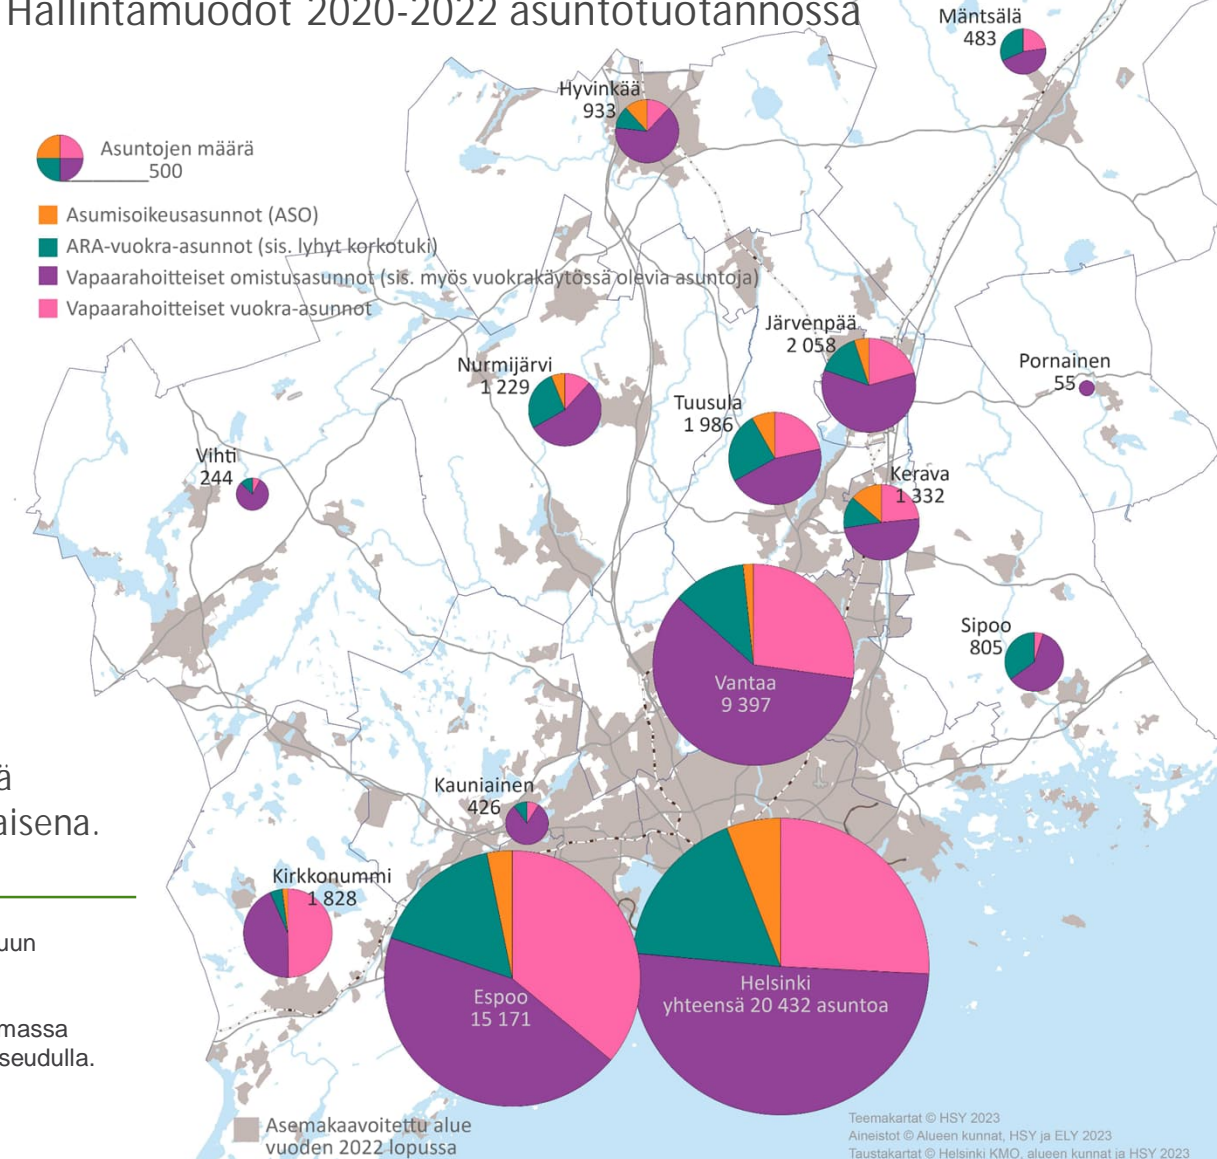 Hallintamuodot 2020-2022 asuntotuotannossa
Mäntsälä
483
Hyvinkää
933
Asuntojen määrä
500
Asumisoikeusasunnot (ASO)
ARA-vuokra-asunnot (sis. lyhyt korkotuki)
Vapaarahoitteiset omistusasunnot (sis. myös vuokrakäytössä olevia asuntoja)
Vapaarahoitteiset vuokra-asunnot
Järvenpää
2 058
Pornainen
55
Nurmijärvi
1 229
Tuusula
1 986
Vihti
244
Kerava
1 332
Sipoo
805
Vantaa
9 397
ä
aisena.
Kauniainen
426
Kirkkonummi
1 828
uun
massa
seudulla.
Espoo
15 171
Helsinki
yhteensä 20 432 asuntoa
Asemakaavoitettu alue
vuoden 2022 lopussa
Teemakartat © HSY 2023
Aineistot © Alueen kunnat, HSY ja ELY 2023
Taustakartat © Helsinki KMO, alueen kunnat ja HSY 2023